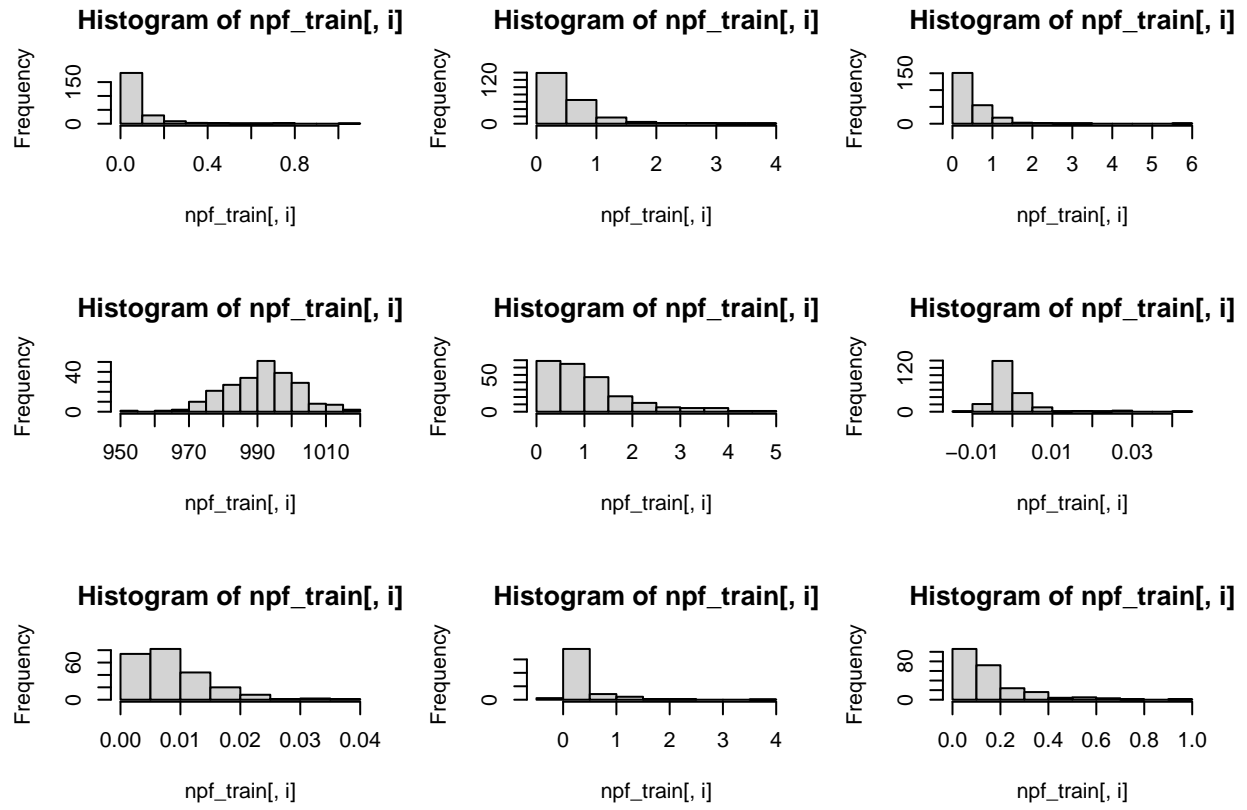 Histogram of npf_train[, i]
Frequency
0 150
0.0 0.4 0.8
npf_train[, i]
Histogram of npf_train[, i]
Frequency
0 120
0 1 2 3 4
npf_train[, i]
Histogram of npf_train[, i]
Frequency
0 150
0 1 2 3 4 5 6
npf_train[, i]
Histogram of npf_train[, i]
Frequency
0 40
950 970 990 1010
npf_train[, i]
Histogram of npf_train[, i]
Frequency
0 50
0 1 2 3 4 5
npf_train[, i]
Histogram of npf_train[, i]
Frequency
0 120
−0.01 0.01 0.03
npf_train[, i]
Histogram of npf_train[, i]
Frequency
0 60
0.00 0.01 0.02 0.03 0.04
npf_train[, i]
Histogram of npf_train[, i]
Frequency
0
0 1 2 3 4
npf_train[, i]
Histogram of npf_train[, i]
Frequency
0 80
0.0 0.2 0.4 0.6 0.8 1.0
npf_train[, i]